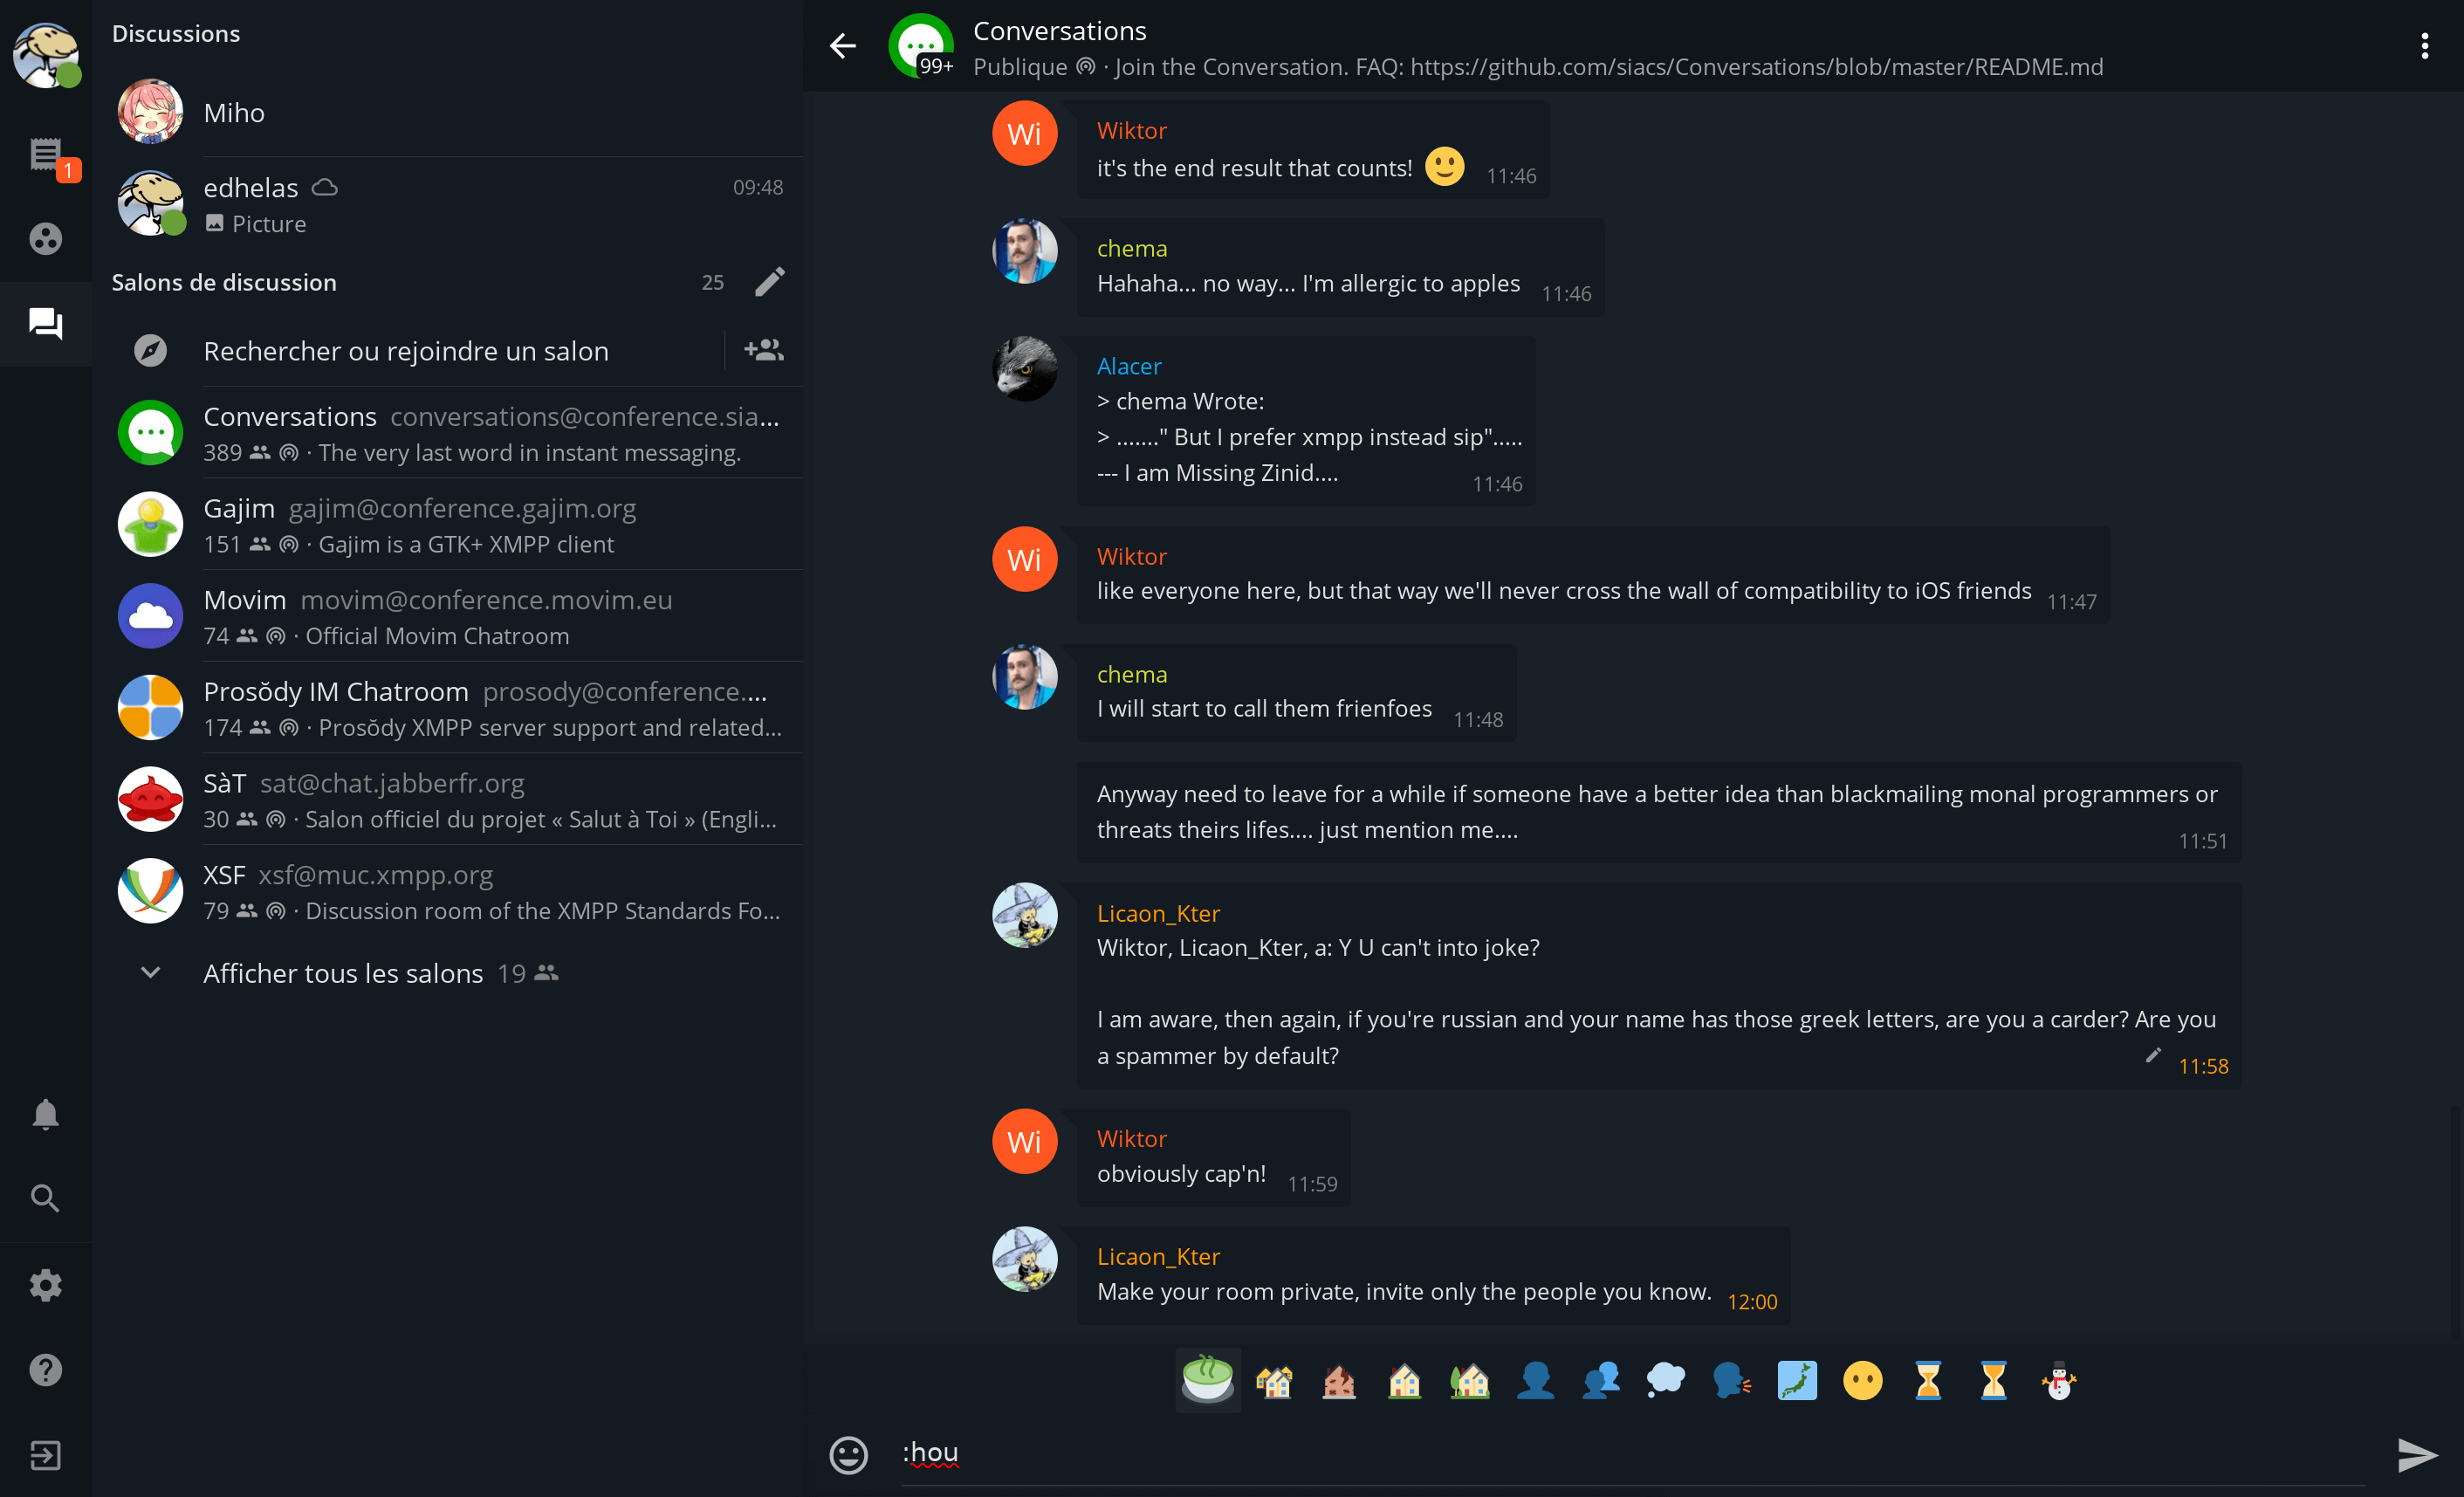 Discussions
Miho
edhelas
09:48
Picture
1
Salons de discussion
25
Rechercher ou rejoindre un salon
Conversations conversations@conference.sia...
389 · The very last word in instant messaging.
Gajim gajim@conference.gajim.org
151 · Gajim is a GTK+ XMPP client
Movim movim@conference.movim.eu
74 · Official Movim Chatroom
Prosŏdy IM Chatroom prosody@conference....
174 · Prosŏdy XMPP server support and related...
SàT sat@chat.jabberfr.org
30 · Salon officiel du projet « Salut à Toi » (Engli...
XSF xsf@muc.xmpp.org
79 · Discussion room of the XMPP Standards Fo...
Afficher tous les salons 19
Conversations
99+
Publique · Join the Conversation. FAQ: https://github.com/siacs/Conversations/blob/master/README.md
Wi
Wiktor
it's the end result that counts! 🙂 11:46
chema
Hahaha... no way... I'm allergic to apples 11:46
Alacer
> chema Wrote:
> ......." But I prefer xmpp instead sip".....
--- I am Missing Zinid.... 11:46
Wi
Wiktor
like everyone here, but that way we'll never cross the wall of compatibility to iOS friends 11:47
chema
I will start to call them frienfoes 11:48
Anyway need to leave for a while if someone have a better idea than blackmailing monal programmers or
threats theirs lifes.... just mention me.... 11:51
Licaon_Kter
Wiktor, Licaon_Kter, a: Y U can't into joke?
I am aware, then again, if you're russian and your name has those greek letters, are you a carder? Are you
a spammer by default? 11:58
Wi
Wiktor
obviously cap'n! 11:59
Licaon_Kter
Make your room private, invite only the people you know. 12:00
:hou